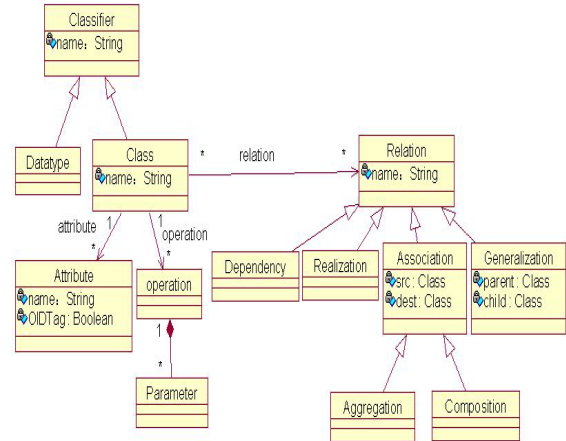 Classifier
name: String
Datatype
Class
name: String
* relation *
Relation
name: String
attribute 1
*
1 operation
*
Attribute
name: String
OIDTag: Boolean
operation
1
*
Parameter
Dependency
Realization
Association
src: Class
dest: Class
Generalization
parent: Class
child: Class
Aggregation
Composition